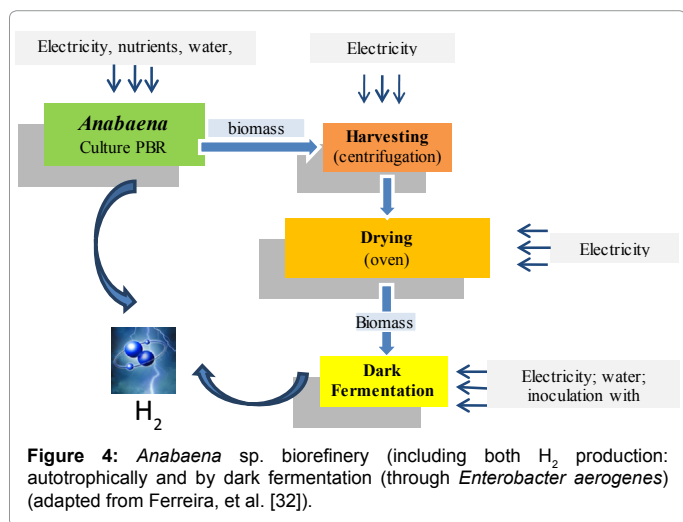 Electricity, nutrients, water,
Electricity
Anabaena
Culture PBR
biomass
Harvesting
(centrifugation)
Drying
(oven)
Electricity
Biomass
Dark
Fermentation
Electricity; water;
inoculation with
H₂
Figure 4: Anabaena sp. biorefinery (including both H₂ production:
autotrophically and by dark fermentation (through Enterobacter aerogenes)
(adapted from Ferreira, et al. [32]).